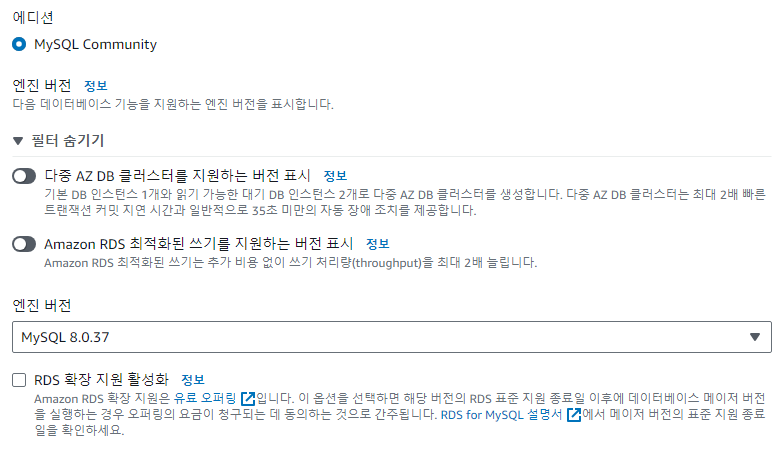 에디션
MySQL Community
엔진 버전 정보
다음 데이터베이스 기능을 지원하는 엔진 버전을 표시합니다.
▼ 필터 숨기기
다중 AZ DB 클러스터를 지원하는 버전 표시 정보
기본 DB 인스턴스 1개와 읽기 가능한 대기 DB 인스턴스 2개로 다중 AZ DB 클러스터를 생성합니다. 다중 AZ DB 클러스터는 최대 2배 빠른
트랜잭션 커밋 지연 시간과 일반적으로 35초 미만의 자동 장애 조치를 제공합니다.
Amazon RDS 최적화된 쓰기를 지원하는 버전 표시 정보
Amazon RDS 최적화된 쓰기는 추가 비용 없이 쓰기 처리량(throughput)을 최대 2배 늘립니다.
엔진 버전
MySQL 8.0.37
RDS 확장 지원 활성화 정보
Amazon RDS 확장 지원은 유료 오퍼링입니다. 이 옵션을 선택하면 해당 버전의 RDS 표준 지원 종료일 이후에 데이터베이스 메이저 버전
을 실행하는 경우 오퍼링의 요금이 청구되는 데 동의하는 것으로 간주됩니다. RDS for MySQL 설명서에서 메이저 버전의 표준 지원 종료
일을 확인하세요.